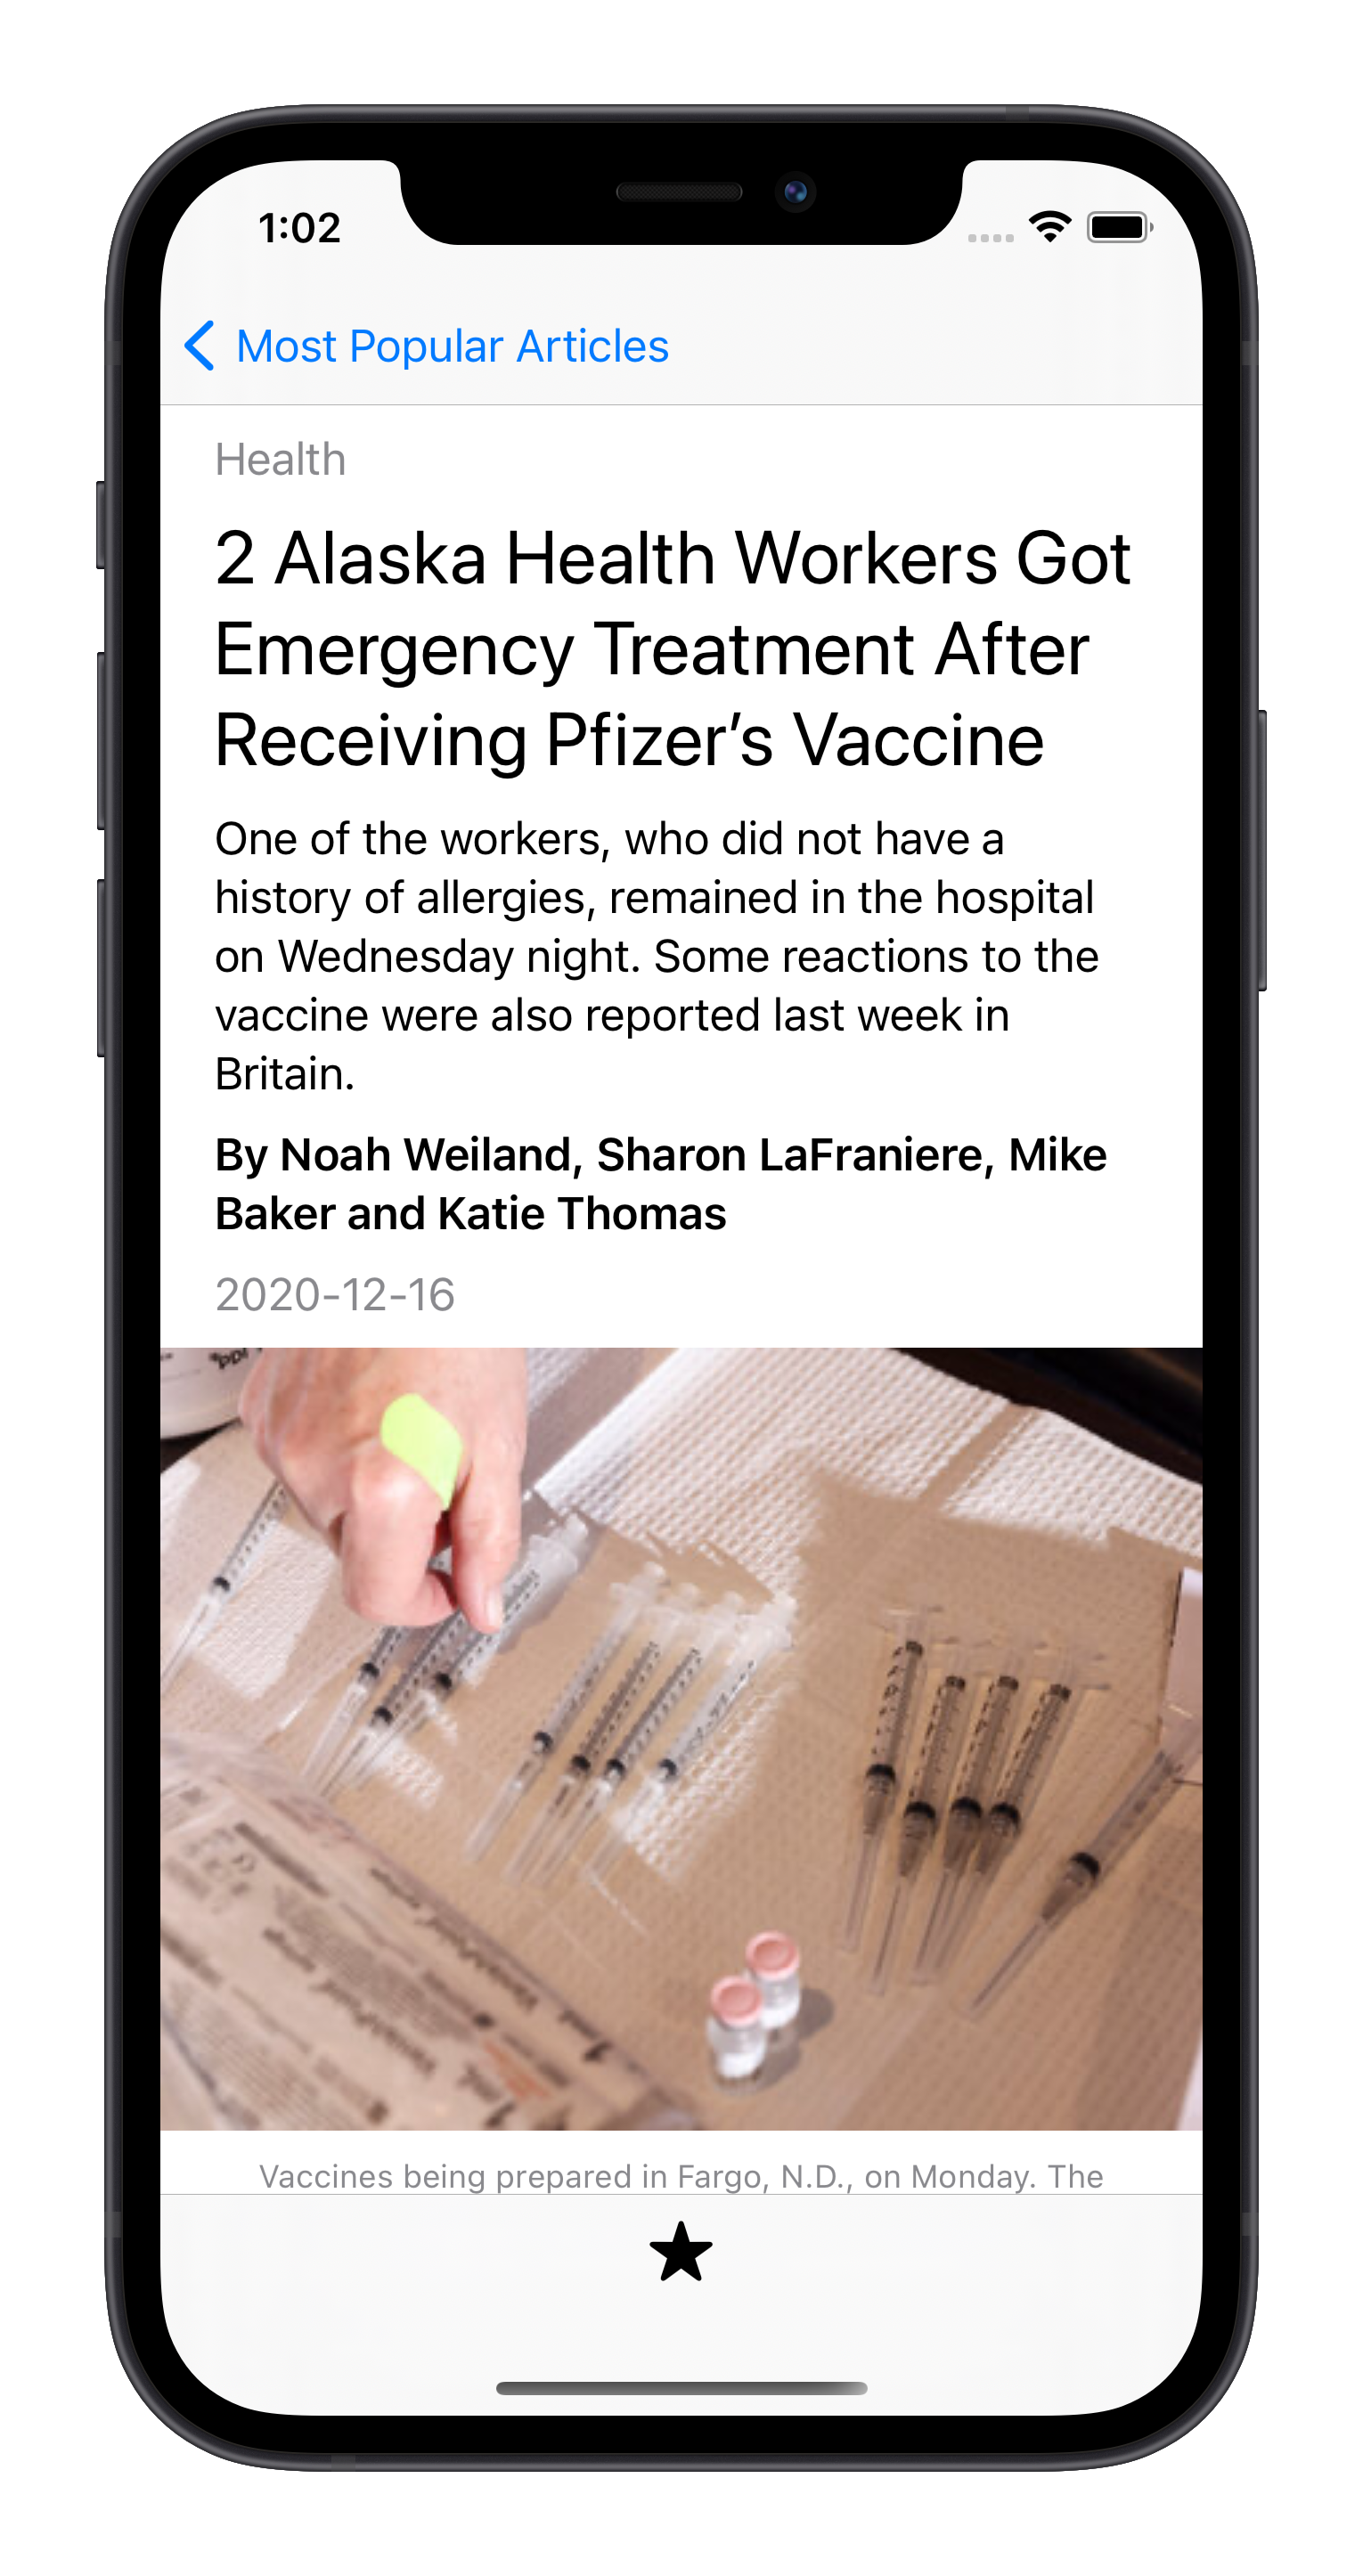 1:02
Most Popular Articles
Health
2 Alaska Health Workers Got
Emergency Treatment After
Receiving Pfizer’s Vaccine
One of the workers, who did not have a
history of allergies, remained in the hospital
on Wednesday night. Some reactions to the
vaccine were also reported last week in
Britain.
By Noah Weiland, Sharon LaFraniere, Mike
Baker and Katie Thomas
2020-12-16
Vaccines being prepared in Fargo, N.D., on Monday. The